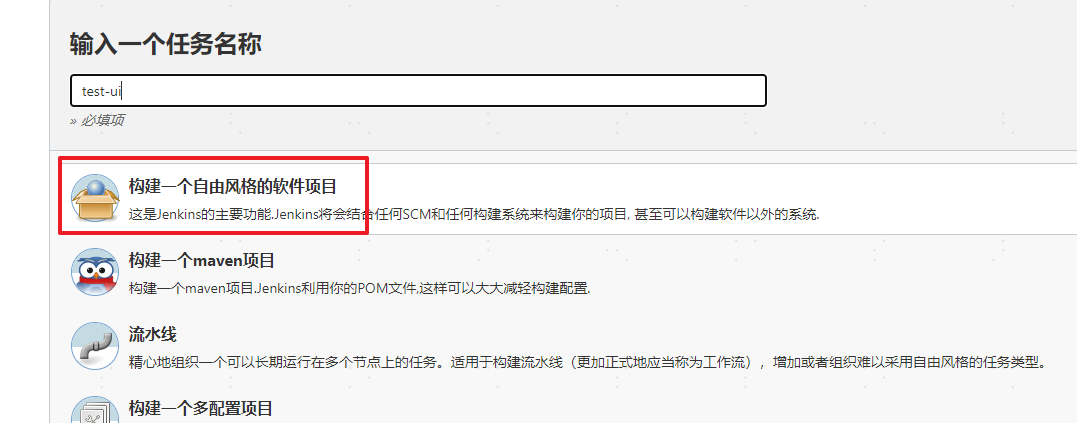 输入一个任务名称
test-ui
» 必填项
构建一个自由风格的软件项目
这是Jenkins的主要功能.Jenkins将会结合任何SCM和任何构建系统来构建你的项目, 甚至可以构建软件以外的系统.
构建一个maven项目
构建一个maven项目.Jenkins利用你的POM文件,这样可以大大减轻构建配置.
流水线
精心地组织一个可以长期运行在多个节点上的任务。适用于构建流水线（更加正式地应当称为工作流），增加或者组织难以采用自由风格的任务类型。
构建一个多配置项目